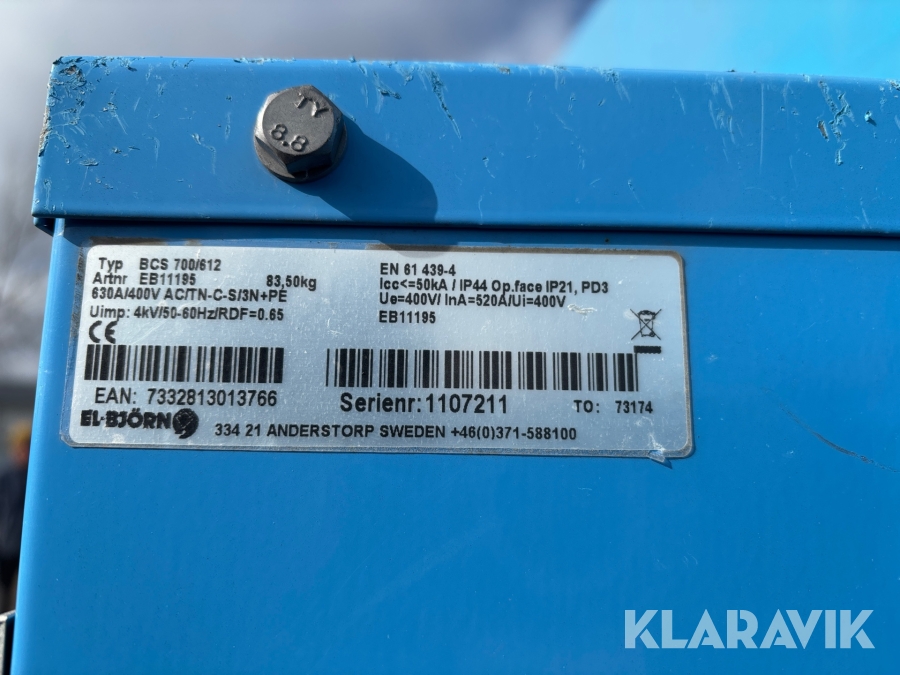 KLARAVIK
TY
8.8
Typ BCS 700/612
Artnr EB11195 83,50kg
630A/400V AC/TN-C-S/3N+PE
Uimp: 4kV/50-60Hz/RDF=0.65
CE
EN 61 439-4
Icc<=50kA / IP44 Op.face IP21, PD3
Ue=400V/ InA=520A/Ui=400V
EB11195
EAN: 7332813013766
Serienr: 1107211
TO: 73174
EL-BJÖRN
334 21 ANDERSTORP SWEDEN +46(0)371-588100
KLARAVIK